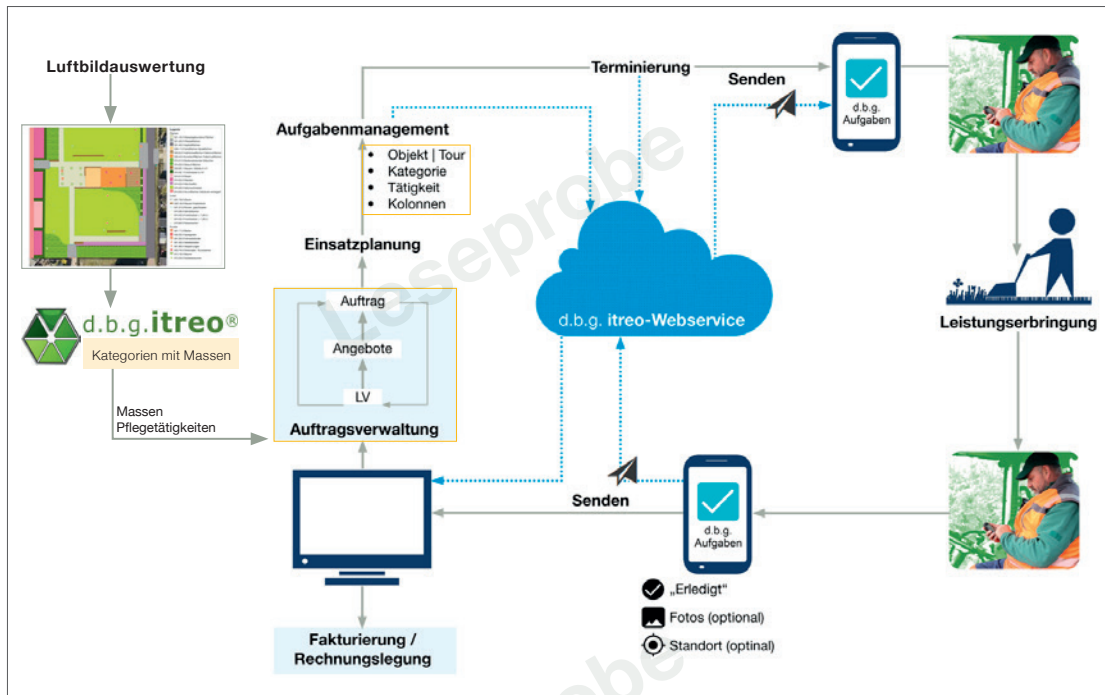 Luftbildauswertung
d.b.g.itreo®
Kategorien mit Massen
Massen
Pflegetätigkeiten
Terminierung
Senden
d.b.g.
Aufgaben
Aufgabenmanagement
• Objekt | Tour
• Kategorie
• Tätigkeit
• Kolonnen
Einsatzplanung
Auftrag
Angebote
LV
Auftragsverwaltung
d.b.g. itreo-Webservice
Leistungserbringung
Senden
d.b.g.
Aufgaben
„Erledigt“
Fotos (optional)
Standort (optinal)
Fakturierung /
Rechnungslegung
Leseprobe
obe